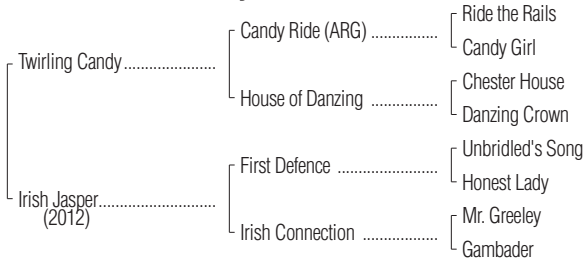 Ride the Rails
Candy Ride (ARG) ................
Candy Girl
Twirling Candy......................
Chester House
House of Danzing ................
Danzing Crown
Unbridled's Song
First Defence ........................
Honest Lady
Irish Jasper............................
(2012)
Mr. Greeley
Irish Connection ..................
Gambader